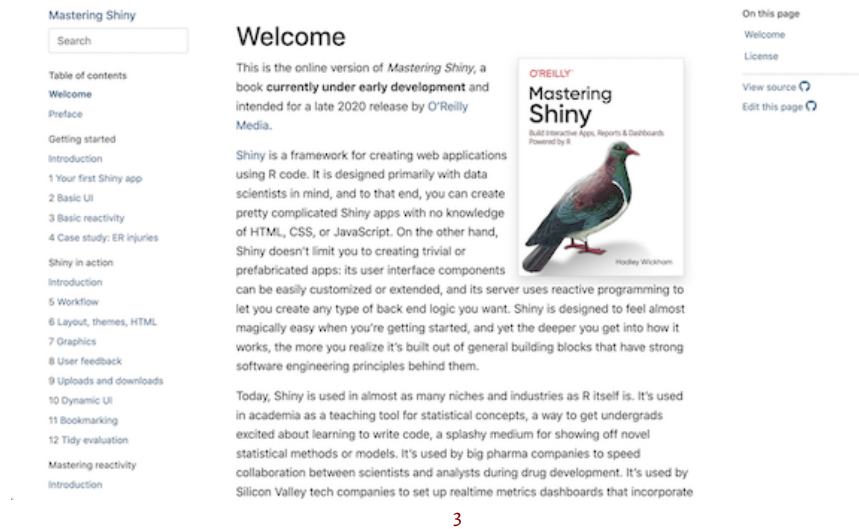 Mastering Shiny
Search
Table of contents
Welcome
Preface
Getting started
Introduction
1 Your first Shiny app
2 Basic UI
3 Basic reactivity
4 Case study: ER injuries
Shiny in action
Introduction
5 Workflow
6 Layout, themes, HTML
7 Graphics
8 User feedback
9 Uploads and downloads
10 Dynamic UI
11 Bookmarking
12 Tidy evaluation
Mastering reactivity
Introduction
Welcome
This is the online version of Mastering Shiny, a
book currently under early development and
intended for a late 2020 release by O'Reilly
Media.
Shiny is a framework for creating web applications
using R code. It is designed primarily with data
scientists in mind, and to that end, you can create
pretty complicated Shiny apps with no knowledge
of HTML, CSS, or JavaScript. On the other hand,
Shiny doesn't limit you to creating trivial or
prefabricated apps: its user interface components
can be easily customized or extended, and its server uses reactive programming to
let you create any type of back end logic you want. Shiny is designed to feel almost
magically easy when you're getting started, and yet the deeper you get into how it
works, the more you realize it's built out of general building blocks that have strong
software engineering principles behind them.
Today, Shiny is used in almost as many niches and industries as R itself is. It's used
in academia as a teaching tool for statistical concepts, a way to get undergrads
excited about learning to write code, a splashy medium for showing off novel
statistical methods or models. It's used by big pharma companies to speed
collaboration between scientists and analysts during drug development. It's used by
Silicon Valley tech companies to set up realtime metrics dashboards that incorporate
O'REILLY
Mastering
Shiny
Build Interactive Apps, Reports & Dashboards
Powered by R
Hadley Wickham
On this page
Welcome
License
View source
Edit this page
3